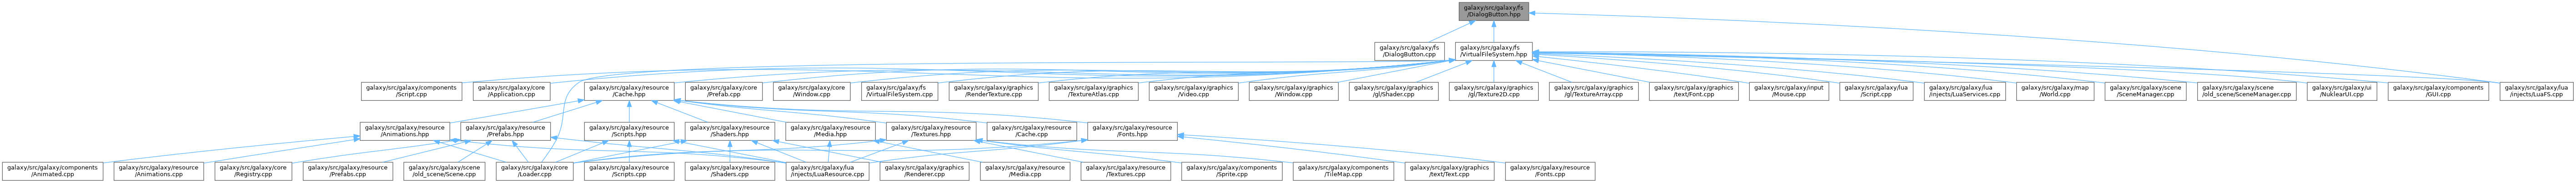 galaxy/src/galaxy/fs
/DialogButton.hpp
galaxy/src/galaxy/fs
/DialogButton.cpp
galaxy/src/galaxy/fs
/VirtualFileSystem.hpp
galaxy/src/galaxy/components
/Script.cpp
galaxy/src/galaxy/core
/Application.cpp
galaxy/src/galaxy/resource
/Cache.hpp
galaxy/src/galaxy/core
/Prefab.cpp
galaxy/src/galaxy/core
/Window.cpp
galaxy/src/galaxy/fs
/VirtualFileSystem.cpp
galaxy/src/galaxy/graphics
/RenderTexture.cpp
galaxy/src/galaxy/graphics
/TextureAtlas.cpp
galaxy/src/galaxy/graphics
/Video.cpp
galaxy/src/galaxy/graphics
/Window.cpp
galaxy/src/galaxy/graphics
/gl/Shader.cpp
galaxy/src/galaxy/graphics
/gl/Texture2D.cpp
galaxy/src/galaxy/graphics
/gl/TextureArray.cpp
galaxy/src/galaxy/graphics
/text/Font.cpp
galaxy/src/galaxy/input
/Mouse.cpp
galaxy/src/galaxy/lua
/Script.cpp
galaxy/src/galaxy/lua
/injects/LuaServices.cpp
galaxy/src/galaxy/map
/World.cpp
galaxy/src/galaxy/scene
/SceneManager.cpp
galaxy/src/galaxy/scene
/old_scene/SceneManager.cpp
galaxy/src/galaxy/ui
/NuklearUI.cpp
galaxy/src/galaxy/components
/GUI.cpp
galaxy/src/galaxy/lua
/injects/LuaFS.cpp
galaxy/src/galaxy/resource
/Animations.hpp
galaxy/src/galaxy/resource
/Prefabs.hpp
galaxy/src/galaxy/resource
/Scripts.hpp
galaxy/src/galaxy/resource
/Shaders.hpp
galaxy/src/galaxy/resource
/Media.hpp
galaxy/src/galaxy/resource
/Textures.hpp
galaxy/src/galaxy/resource
/Cache.cpp
galaxy/src/galaxy/resource
/Fonts.hpp
galaxy/src/galaxy/components
/Animated.cpp
galaxy/src/galaxy/resource
/Animations.cpp
galaxy/src/galaxy/core
/Registry.cpp
galaxy/src/galaxy/resource
/Prefabs.cpp
galaxy/src/galaxy/scene
/old_scene/Scene.cpp
galaxy/src/galaxy/core
/Loader.cpp
galaxy/src/galaxy/resource
/Scripts.cpp
galaxy/src/galaxy/resource
/Shaders.cpp
galaxy/src/galaxy/lua
/injects/LuaResource.cpp
galaxy/src/galaxy/graphics
/Renderer.cpp
galaxy/src/galaxy/resource
/Media.cpp
galaxy/src/galaxy/resource
/Textures.cpp
galaxy/src/galaxy/components
/Sprite.cpp
galaxy/src/galaxy/components
/TileMap.cpp
galaxy/src/galaxy/graphics
/text/Text.cpp
galaxy/src/galaxy/resource
/Fonts.cpp